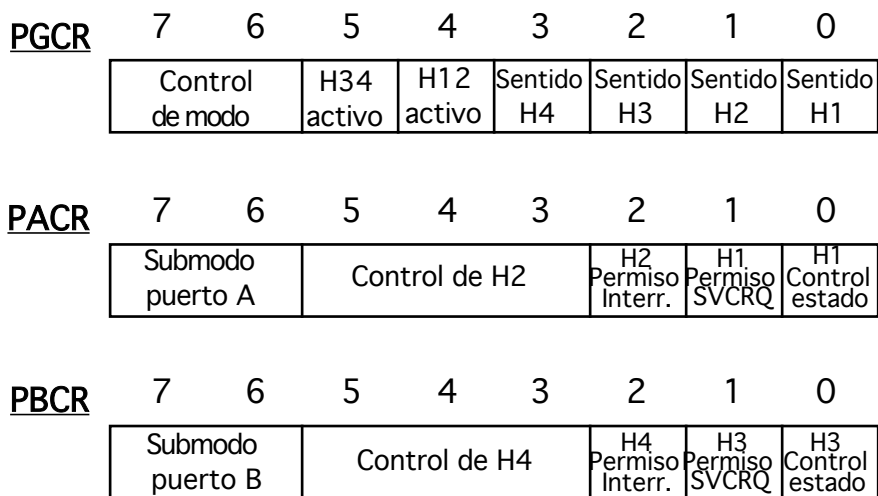 PGCR 7 6 5 4 3 2 1 0
Control de modo H34 activo H12 activo Sentido H4 Sentido H3 Sentido H2 Sentido H1
PACR 7 6 5 4 3 2 1 0
Submodo puerto A Control de H2 H2 Permiso Interr. H1 Permiso SVCRQ H1 Control estado
PBCR 7 6 5 4 3 2 1 0
Submodo puerto B Control de H4 H4 Permiso Interr. H3 Permiso SVCRQ H3 Control estado